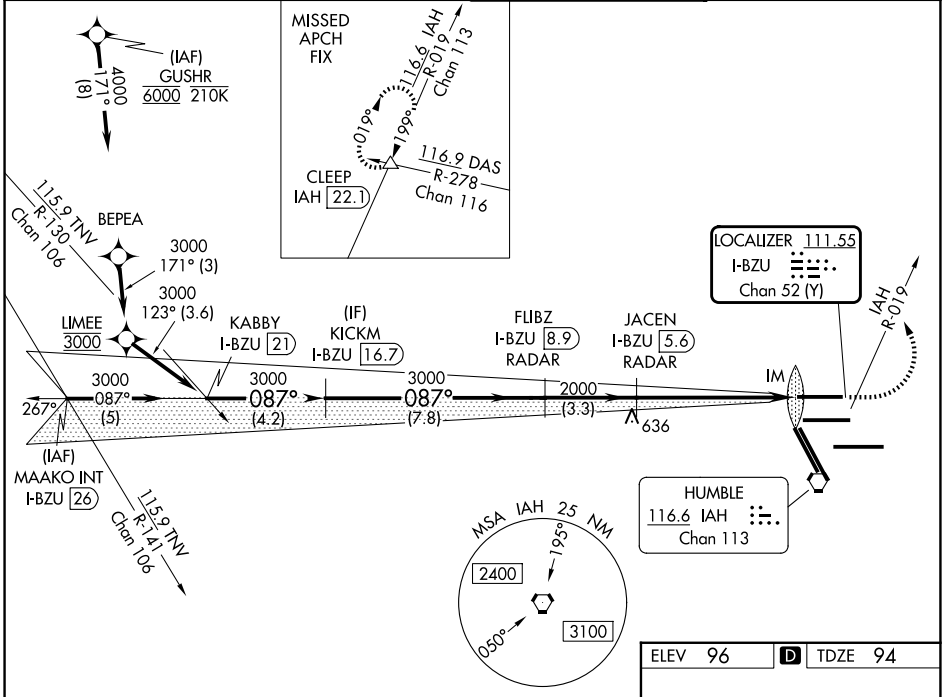 (IAF)
GUSHR
6000 210K
4000
171°
(8)
MISSED
APCH
FIX
116.6 IAH
R-019
Chan 113
019°
199°
CLEEP
IAH 22.1
116.9 DAS
R-278
Chan 116
115.9 TNV
R-130
Chan 106
BEPEA
3000
171° (3)
3000
123° (3.6)
LIMEE
3000
KABBY
I-BZU 21
(IF)
KICKM
I-BZU 16.7
FLIBZ
I-BZU 8.9
RADAR
JACEN
I-BZU 5.6
RADAR
LOCALIZER 111.55
I-BZU
Chan 52 (Y)
IAH
R-019
IM
267°
3000
087°
(5)
3000
087°
(4.2)
3000
087°
(7.8)
2000
(3.3)
636
(IAF)
MAAKO INT
I-BZU 26
115.9 TNV
R-141
Chan 106
HUMBLE
116.6 IAH
Chan 113
MSA IAH 25 NM
195°
2400
050°
3100
ELEV 96 D TDZE 94